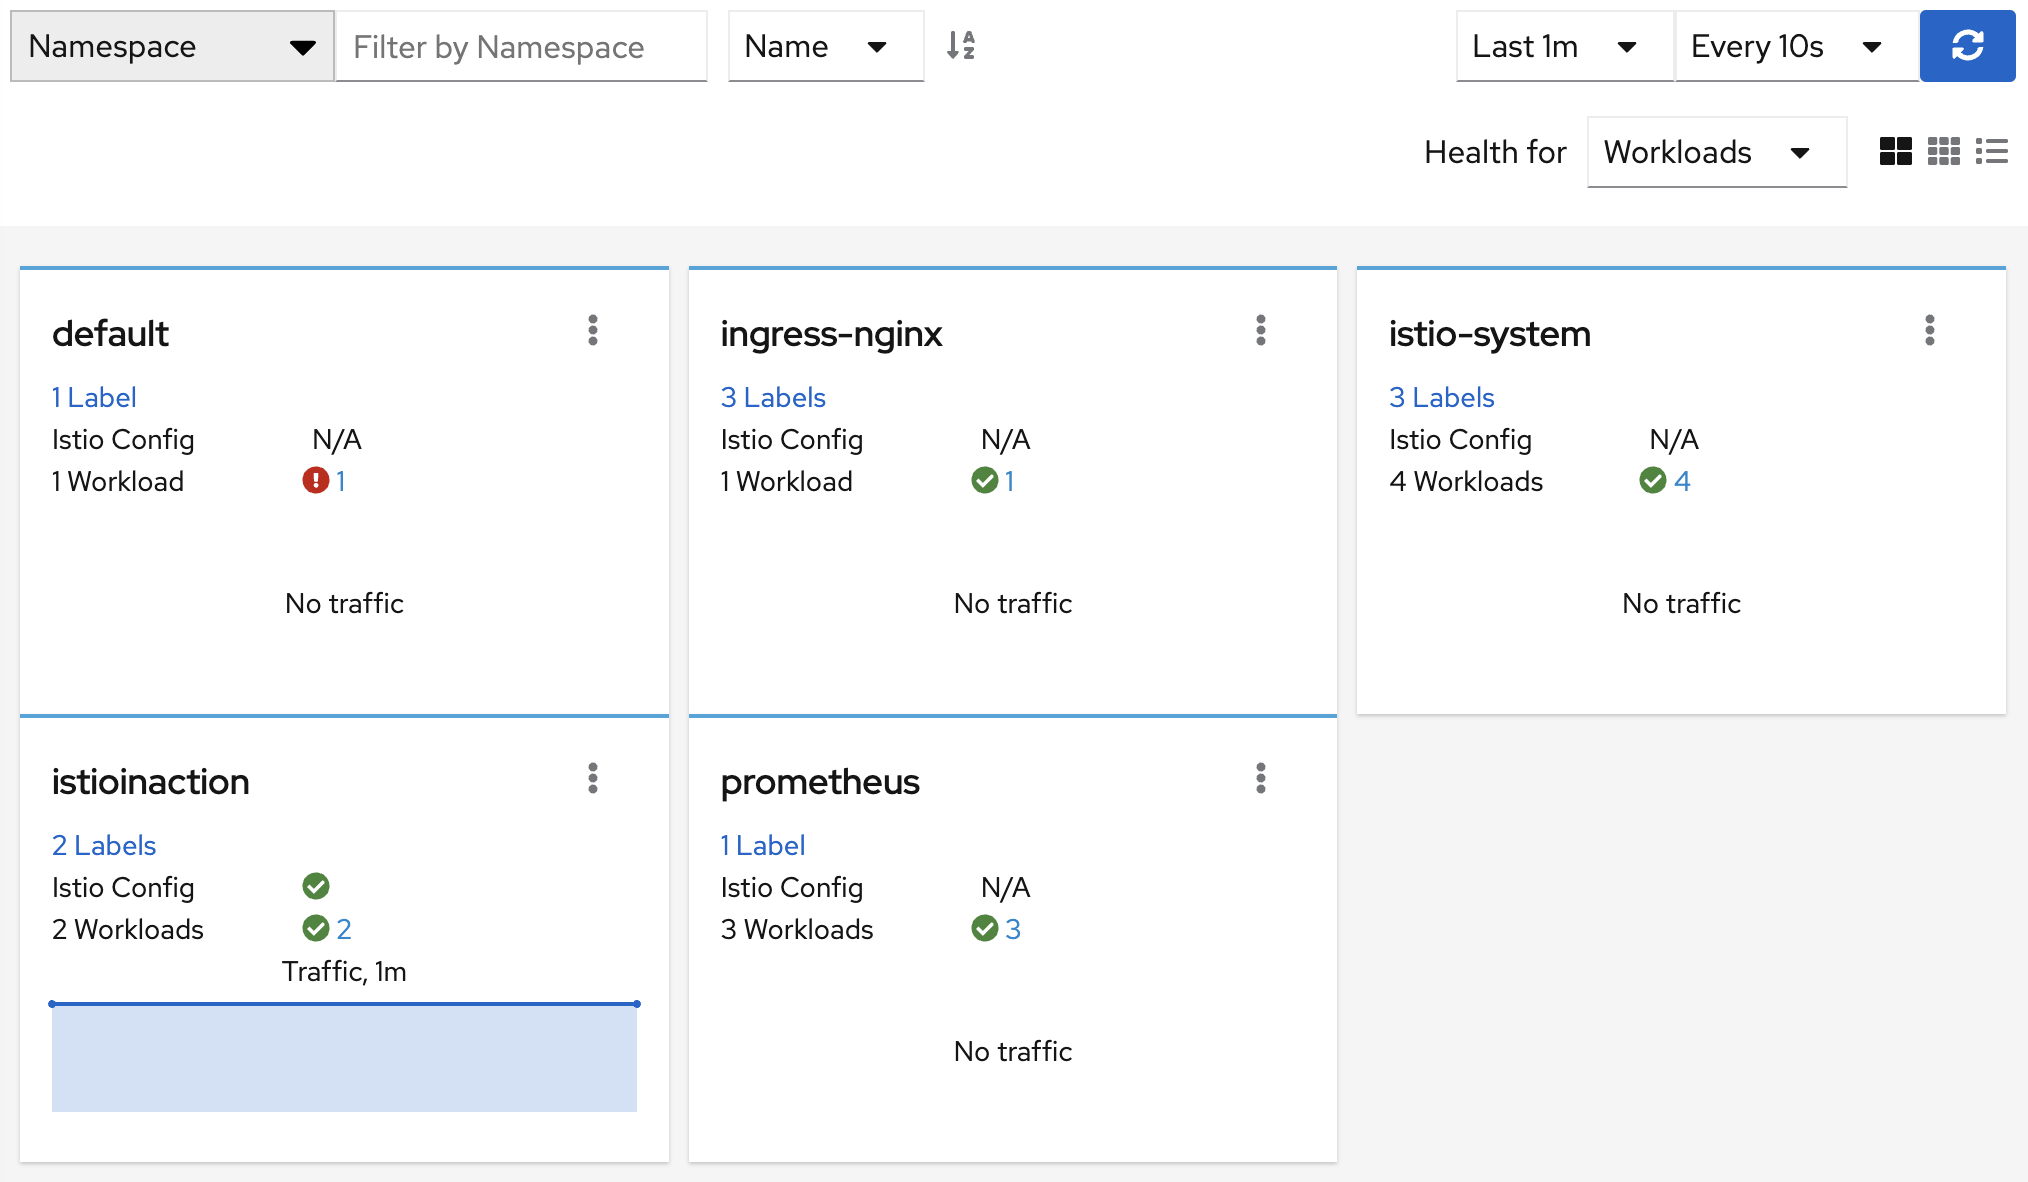 Namespace
Filter by Namespace
Name
Last 1m
Every 10s
Health for
Workloads
default
1 Label
Istio Config N/A
1 Workload 1
No traffic
ingress-nginx
3 Labels
Istio Config N/A
1 Workload 1
No traffic
istio-system
3 Labels
Istio Config N/A
4 Workloads 4
No traffic
istioinaction
2 Labels
Istio Config
2 Workloads 2
Traffic, 1m
prometheus
1 Label
Istio Config N/A
3 Workloads 3
No traffic